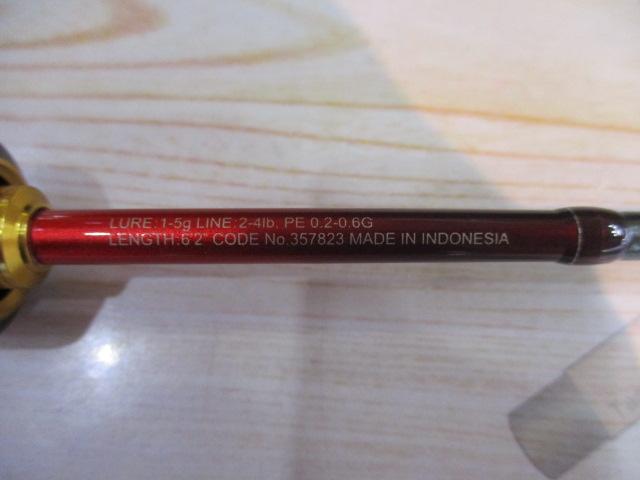 LURE:1-5g LINE:2-4lb, PE 0.2-0.6G
LENGTH:6'2" CODE No.357823 MADE IN INDONESIA